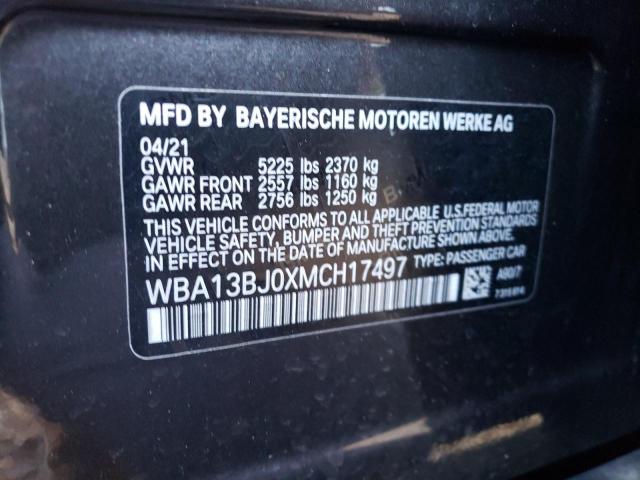 MFD BY BAYERISCHE MOTOREN WERKE AG
04/21
GVWR 5225 lbs 2370 kg
GAWR FRONT 2557 lbs 1160 kg
GAWR REAR 2756 lbs 1250 kg
THIS VEHICLE CONFORMS TO ALL APPLICABLE U.S.FEDERAL MOTOR
VEHICLE SAFETY, BUMPER AND THEFT PREVENTION STANDARDS
IN EFFECT ON THE DATE OF MANUFACTURE SHOWN ABOVE.
WBA13BJ0XMCH17497 TYPE: PASSENGER CAR
A90/7